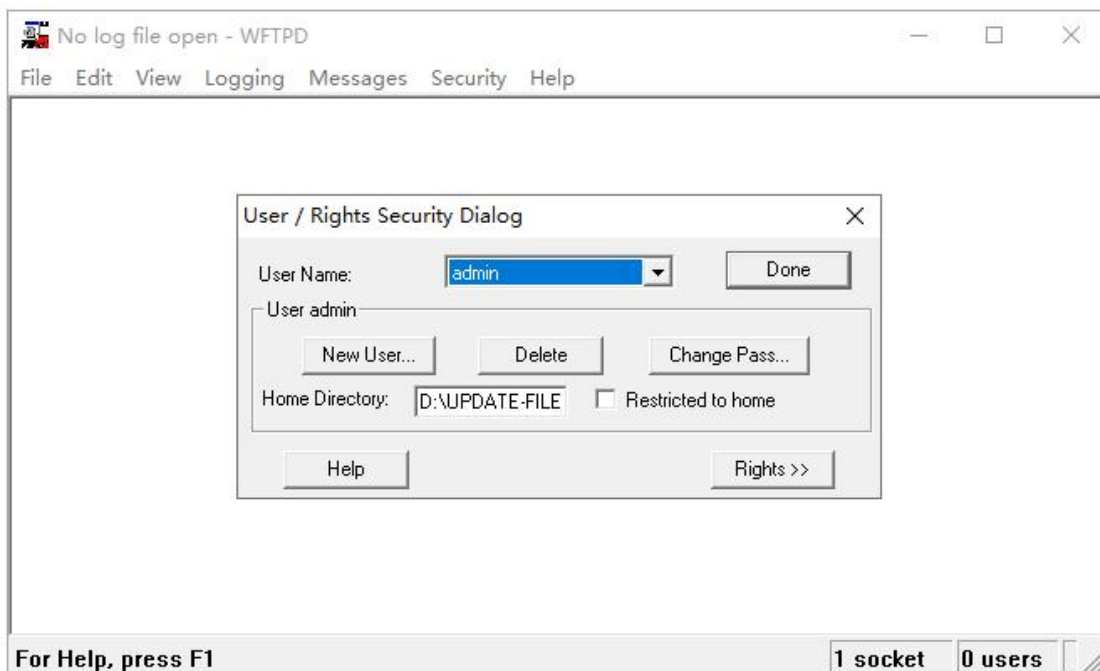 No log file open - WFTPD
File Edit View Logging Messages Security Help
User / Rights Security Dialog
User Name: admin Done
User admin
New User... Delete Change Pass...
Home Directory: D:\UPDATE-FILE Restricted to home
Help Rights >>
For Help, press F1 1 socket 0 users